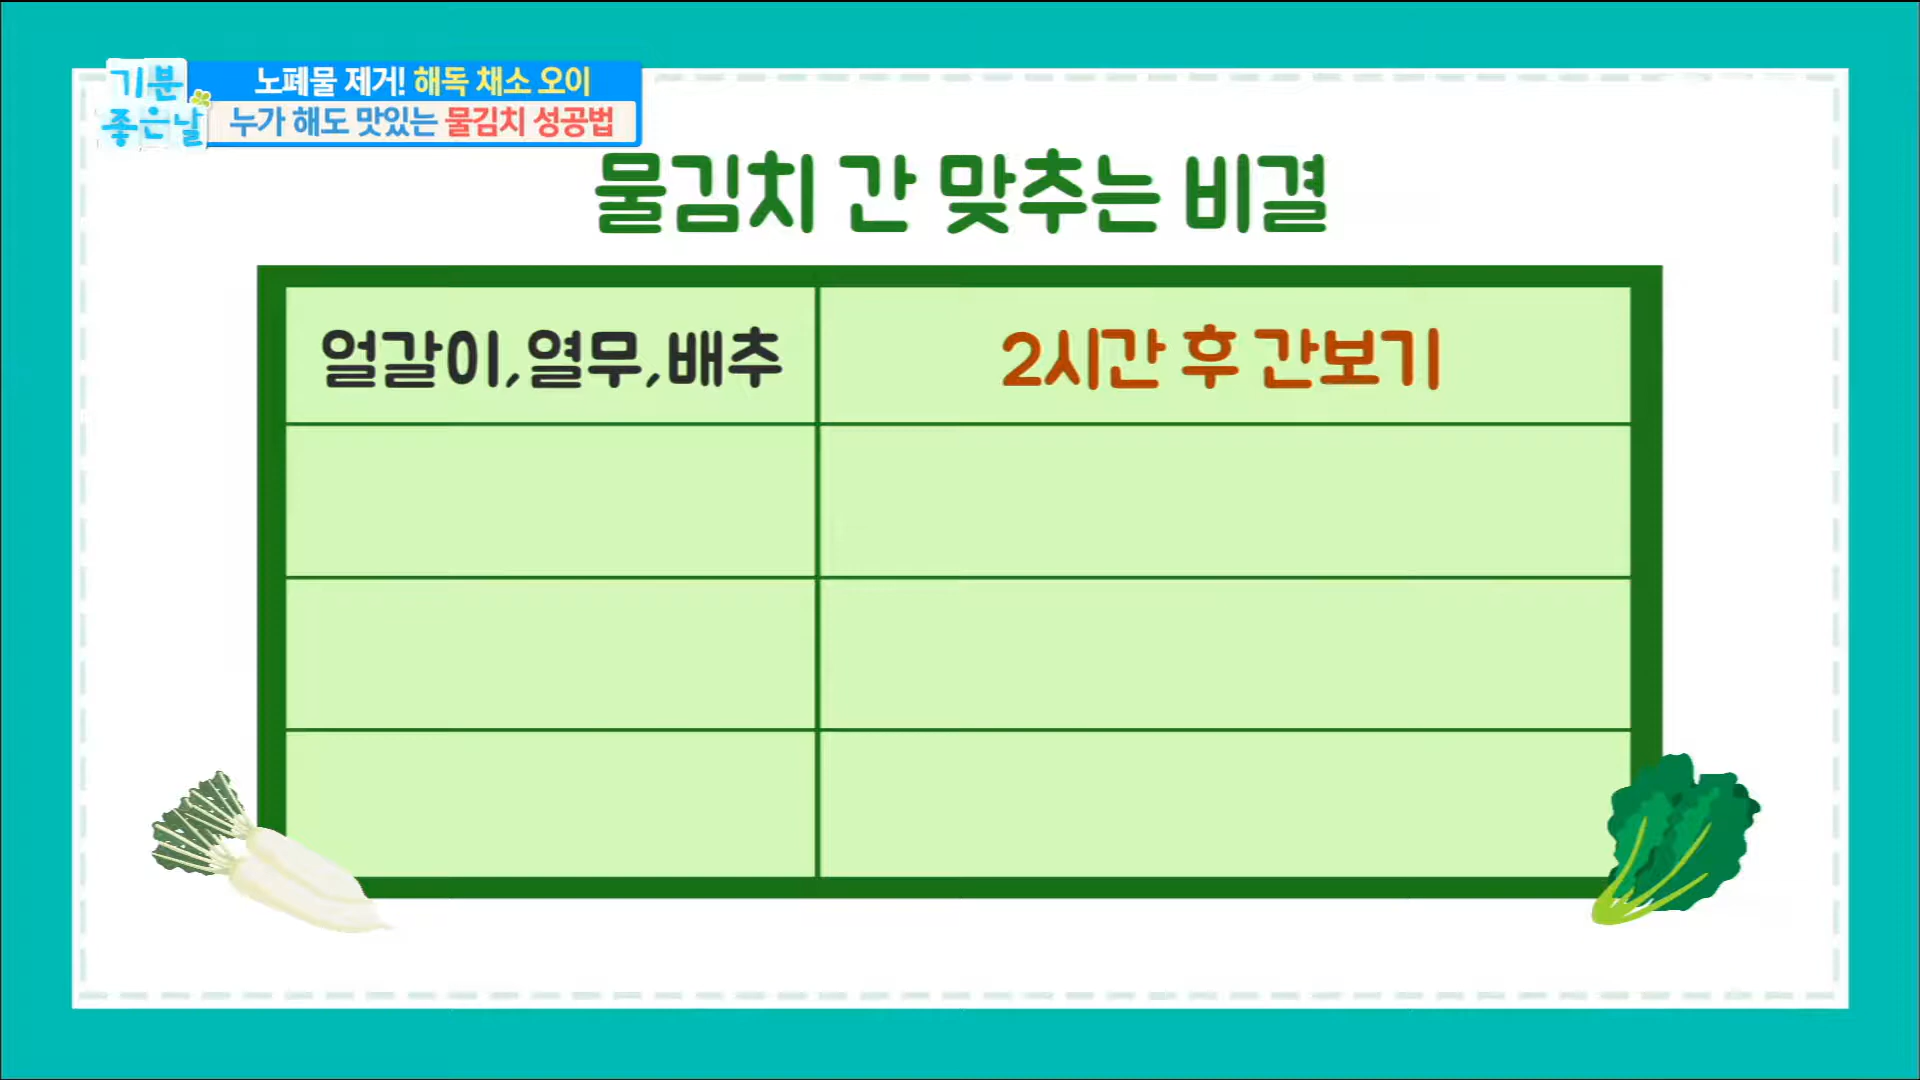 기분
좋은날
노폐물 제거! 해독 채소 오이
누가 해도 맛있는 물김치 성공법
물김치 간 맞추는 비결
얼갈이,열무,배추
2시간 후 간보기